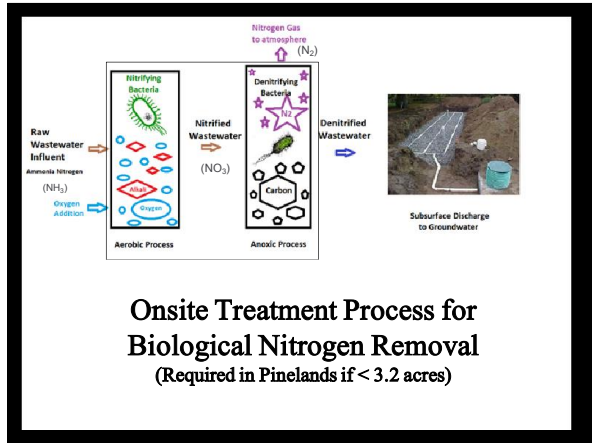 Nitrogen Gas
to atmosphere
(N₂)
Nitrifying
Bacteria
Denitrifying
Bacteria
N2
Raw
Wastewater
Influent
Ammonia Nitrogen
(NH₃)
Oxygen
Addition
Alkali
Oxygen
Nitrified
Wastewater
(NO₃)
Carbon
Denitrified
Wastewater
Aerobic Process
Anoxic Process
Subsurface Discharge
to Groundwater
Onsite Treatment Process for
Biological Nitrogen Removal
(Required in Pinelands if < 3.2 acres)